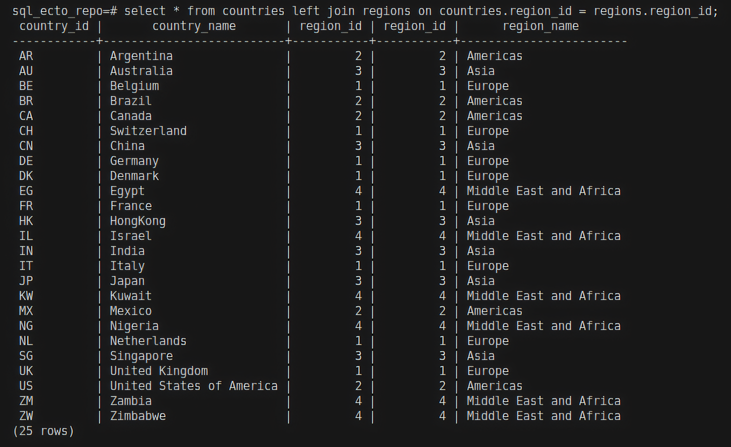 sql_ecto_repo=# select * from countries left join regions on countries.region_id = regions.region_id;
 country_id |       country_name       | region_id | region_id |      region_name
------------+--------------------------+-----------+-----------+------------------------
 AR         | Argentina                |         2 |         2 | Americas
 AU         | Australia                |         3 |         3 | Asia
 BE         | Belgium                  |         1 |         1 | Europe
 BR         | Brazil                   |         2 |         2 | Americas
 CA         | Canada                   |         2 |         2 | Americas
 CH         | Switzerland              |         1 |         1 | Europe
 CN         | China                    |         3 |         3 | Asia
 DE         | Germany                  |         1 |         1 | Europe
 DK         | Denmark                  |         1 |         1 | Europe
 EG         | Egypt                    |         4 |         4 | Middle East and Africa
 FR         | France                   |         1 |         1 | Europe
 HK         | HongKong                 |         3 |         3 | Asia
 IL         | Israel                   |         4 |         4 | Middle East and Africa
 IN         | India                    |         3 |         3 | Asia
 IT         | Italy                    |         1 |         1 | Europe
 JP         | Japan                    |         3 |         3 | Asia
 KW         | Kuwait                   |         4 |         4 | Middle East and Africa
 MX         | Mexico                   |         2 |         2 | Americas
 NG         | Nigeria                  |         4 |         4 | Middle East and Africa
 NL         | Netherlands              |         1 |         1 | Europe
 SG         | Singapore                |         3 |         3 | Asia
 UK         | United Kingdom           |         1 |         1 | Europe
 US         | United States of America |         2 |         2 | Americas
 ZM         | Zambia                   |         4 |         4 | Middle East and Africa
 ZW         | Zimbabwe                 |         4 |         4 | Middle East and Africa
(25 rows)